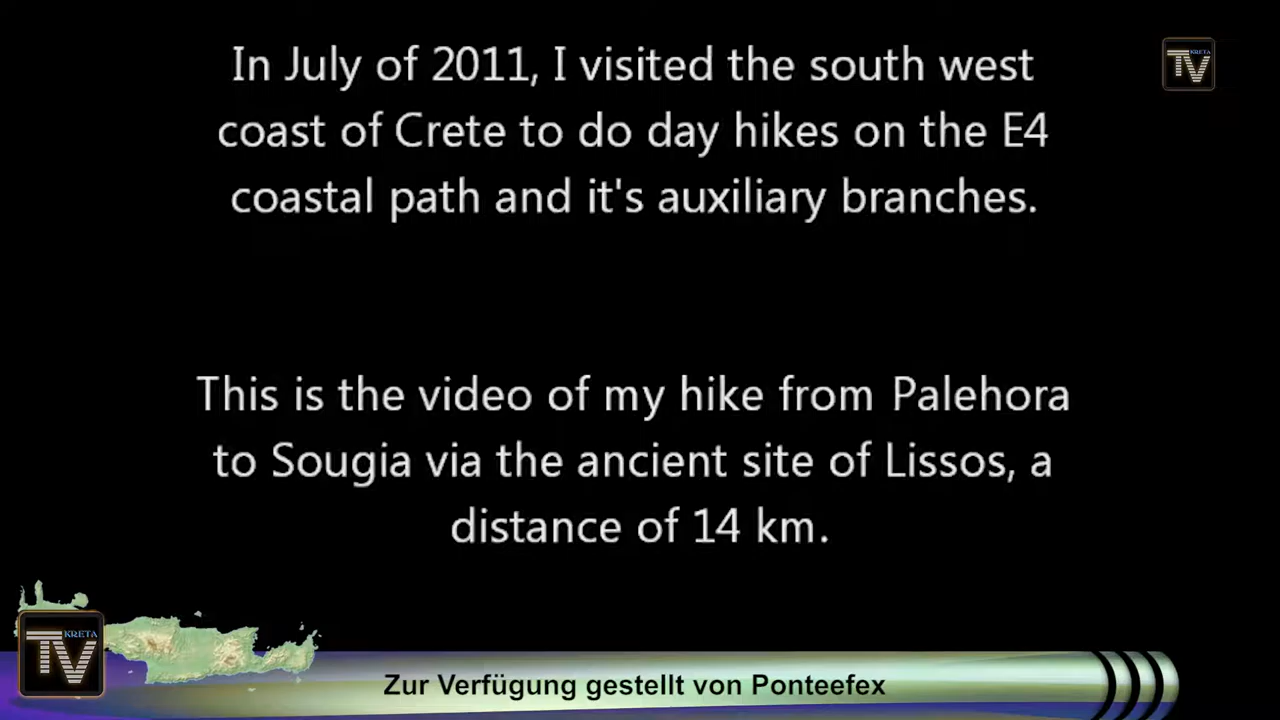 In July of 2011, I visited the south west
coast of Crete to do day hikes on the E4
coastal path and it's auxiliary branches.
This is the video of my hike from Palehora
to Sougia via the ancient site of Lissos, a
distance of 14 km.
KRETA
TV
KRETA
TV
Zur Verfügung gestellt von Ponteefex